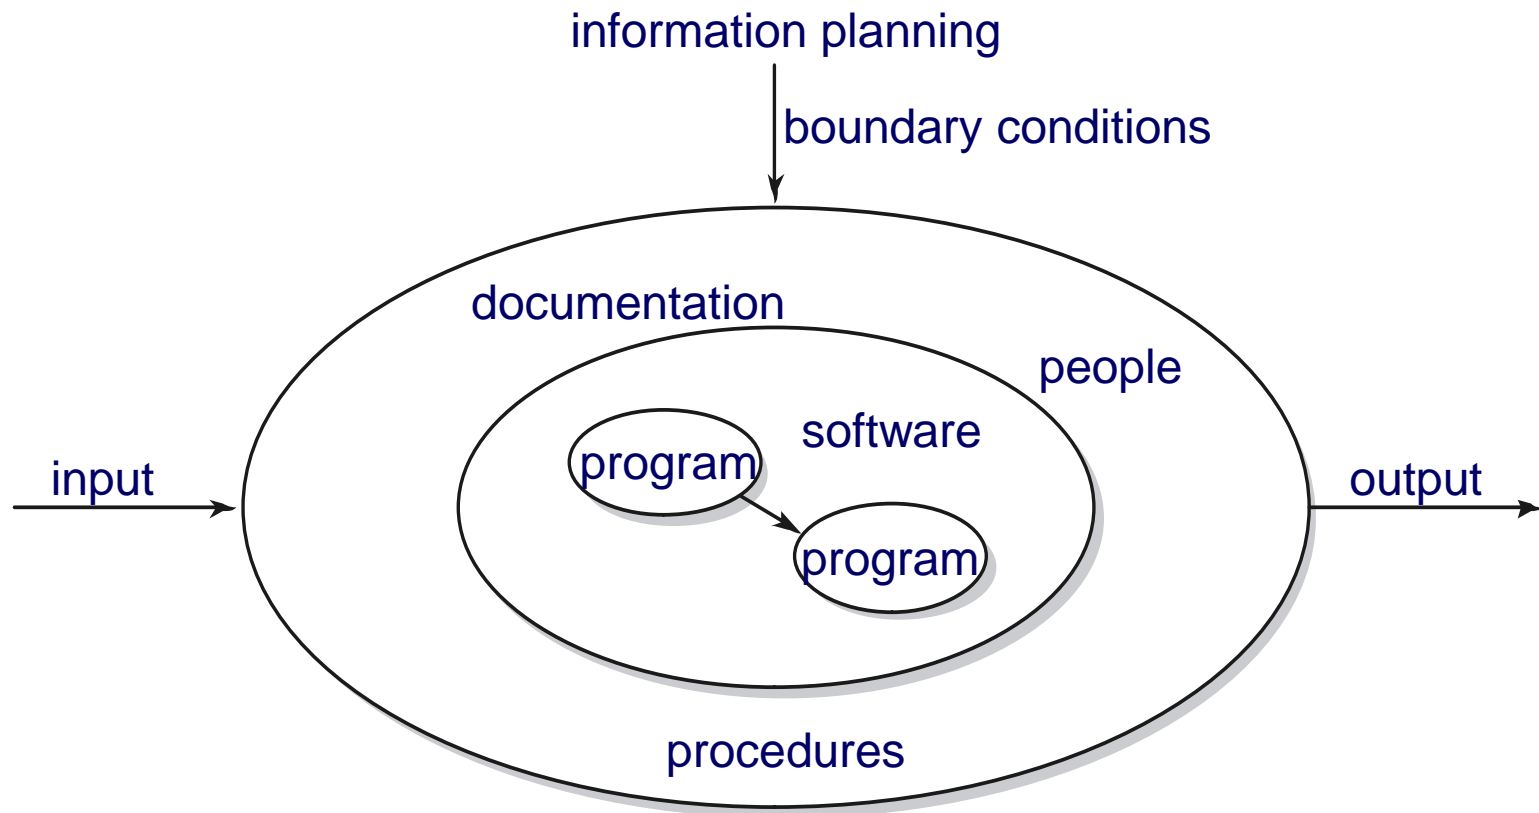 information planning
boundary conditions
documentation
people
software
program
input
output
program
procedures